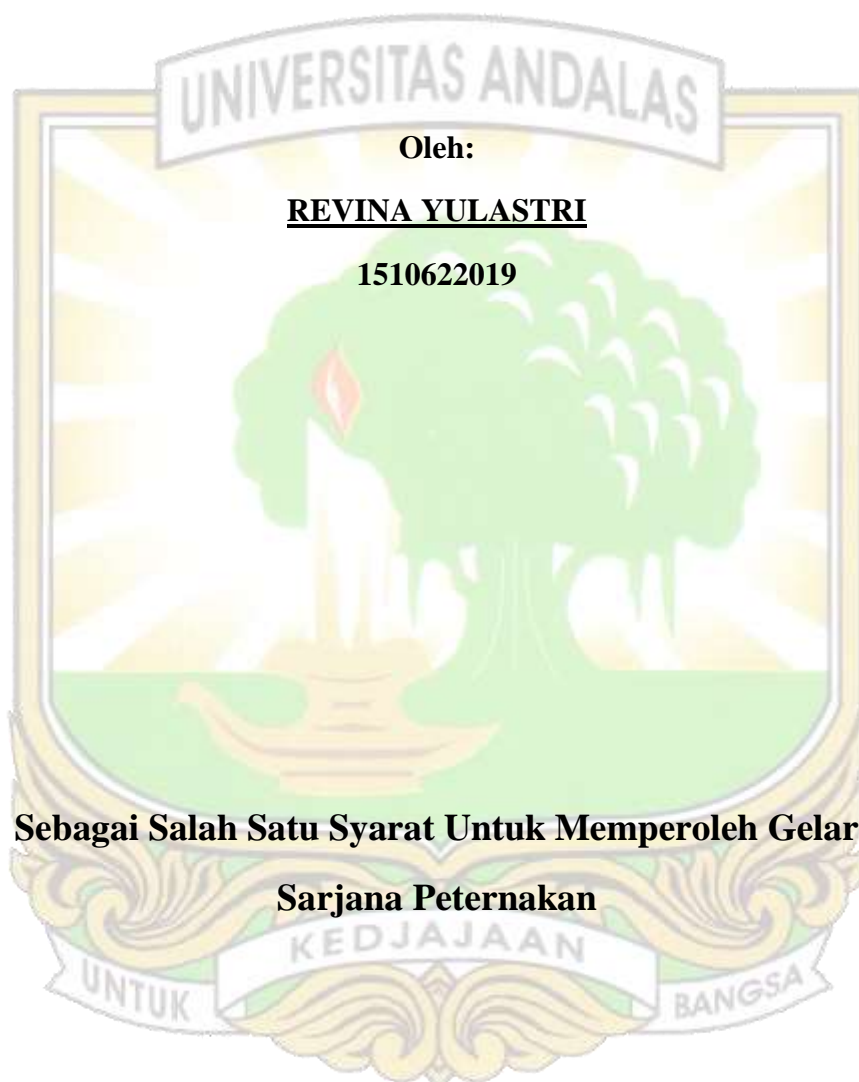 UNIVERSITAS ANDALAS
Oleh:
REVINA YULASTRI
1510622019
Sebagai Salah Satu Syarat Untuk Memperoleh Gelar
Sarjana Peternakan
UNTUK KEDJAJAAN BANGSA